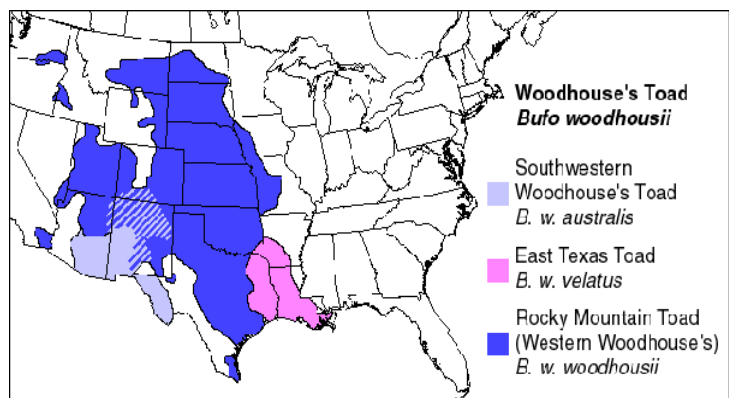 Woodhouse's Toad
Bufo woodhousii
Southwestern
Woodhouse's Toad
B. w. australis
East Texas Toad
B. w. velatus
Rocky Mountain Toad
(Western Woodhouse's)
B. w. woodhousii